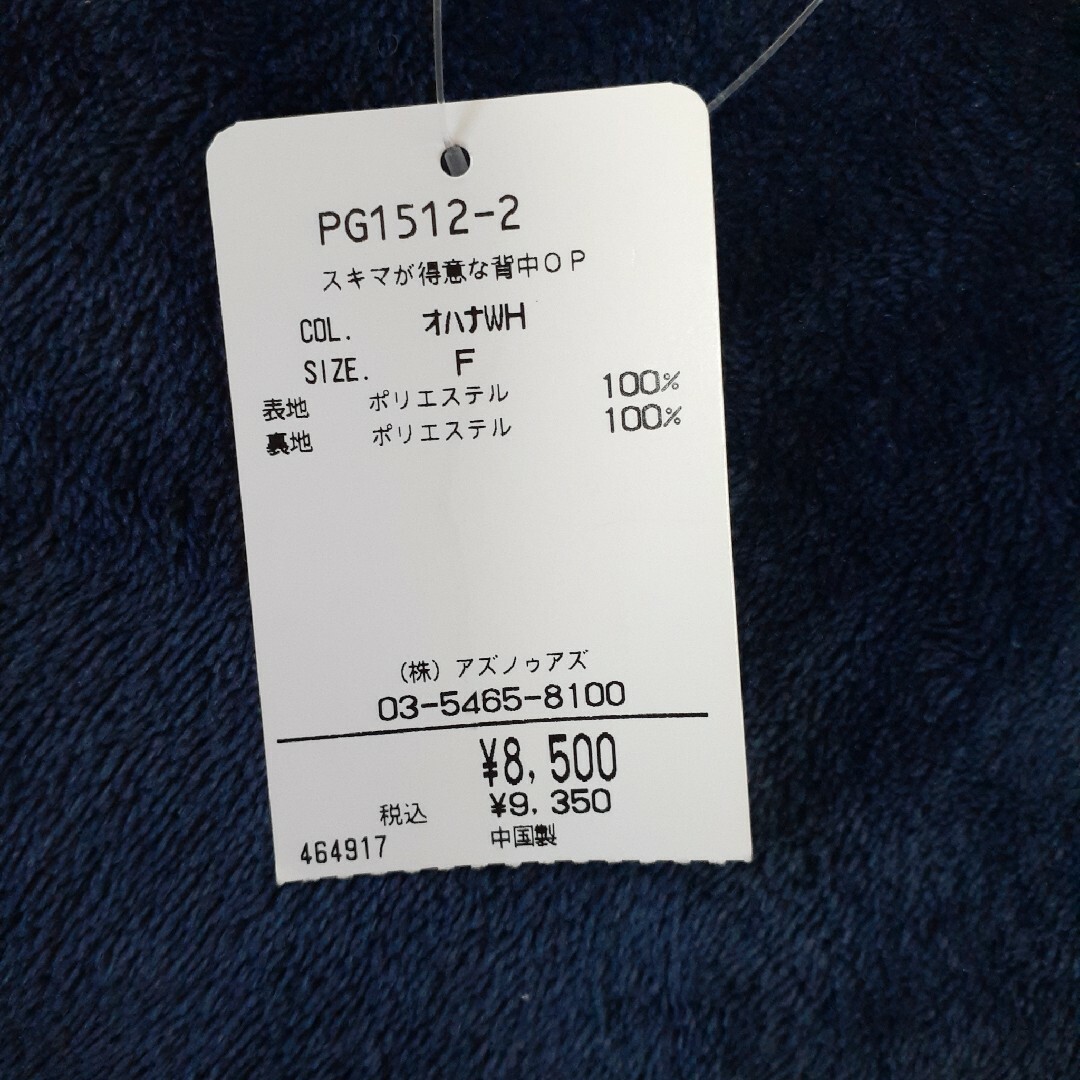 PG1512-2
スキマが得意な背中OP
COL. オハナWH
SIZE. F
表地 ポリエステル 100%
裏地 ポリエステル 100%
(株)アズノゥアズ
03-5465-8100
¥8,500
税込 ¥9,350
464917 中国製